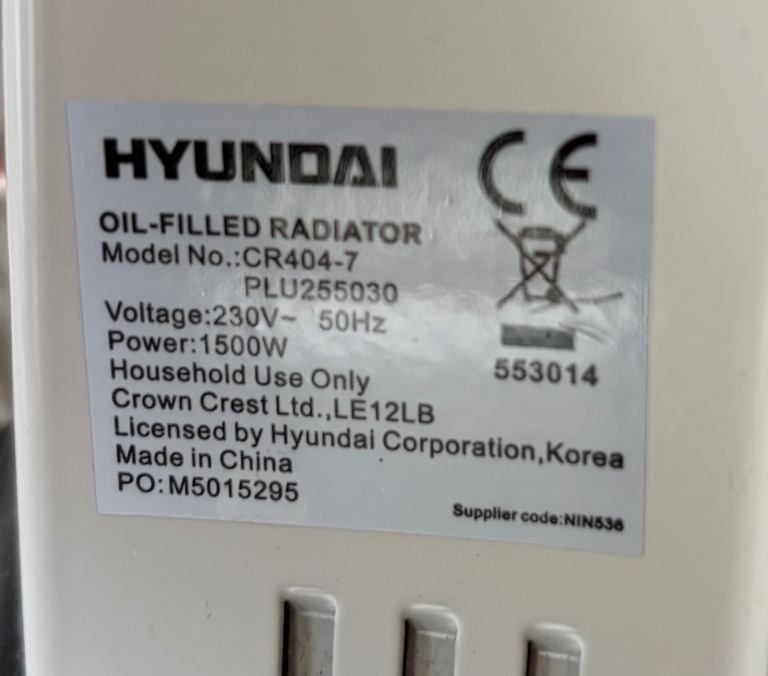 HYUNDAI
CE
OIL-FILLED RADIATOR
Model No.:CR404-7
PLU255030
Voltage:230V~ 50Hz
Power:1500W
553014
Household Use Only
Crown Crest Ltd.,LE12LB
Licensed by Hyundai Corporation,Korea
Made in China
PO:M5015295
Supplier code:NIN536